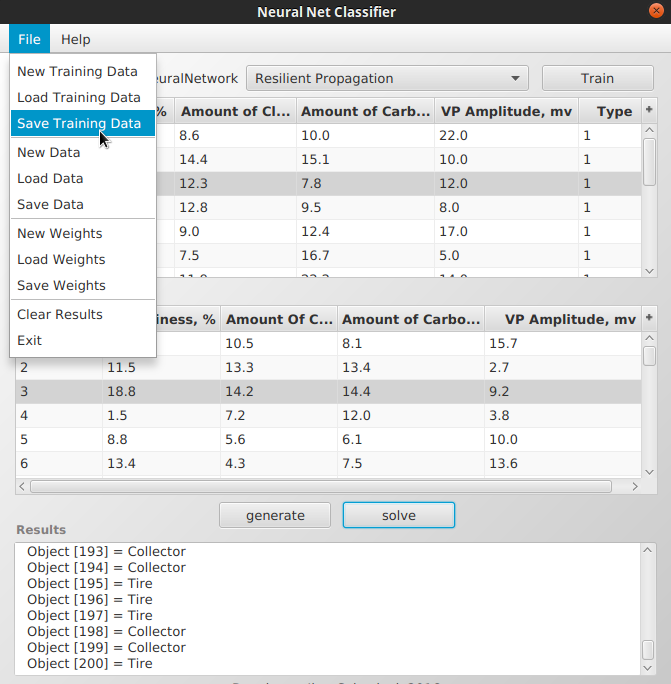 Neural Net Classifier
File Help
New Training Data
Load Training Data
Save Training Data
New Data
Load Data
Save Data
New Weights
Load Weights
Save Weights
Clear Results
Exit
Resilient Propagation Train
% Amount of Cl... Amount of Carb... VP Amplitude, mv Type +
8.6 10.0 22.0 1
14.4 15.1 10.0 1
12.3 7.8 12.0 1
12.8 9.5 8.0 1
9.0 12.4 17.0 1
7.5 16.7 5.0 1
Amount Of C... Amount of Carbo... VP Amplitude, mv +
10.5 8.1 15.7
2 11.5 13.3 13.4 2.7
3 18.8 14.2 14.4 9.2
4 1.5 7.2 12.0 3.8
5 8.8 5.6 6.1 10.0
6 13.4 4.3 7.5 13.6
generate solve
Results
Object [193] = Collector
Object [194] = Collector
Object [195] = Tire
Object [196] = Tire
Object [197] = Tire
Object [198] = Collector
Object [199] = Collector
Object [200] = Tire